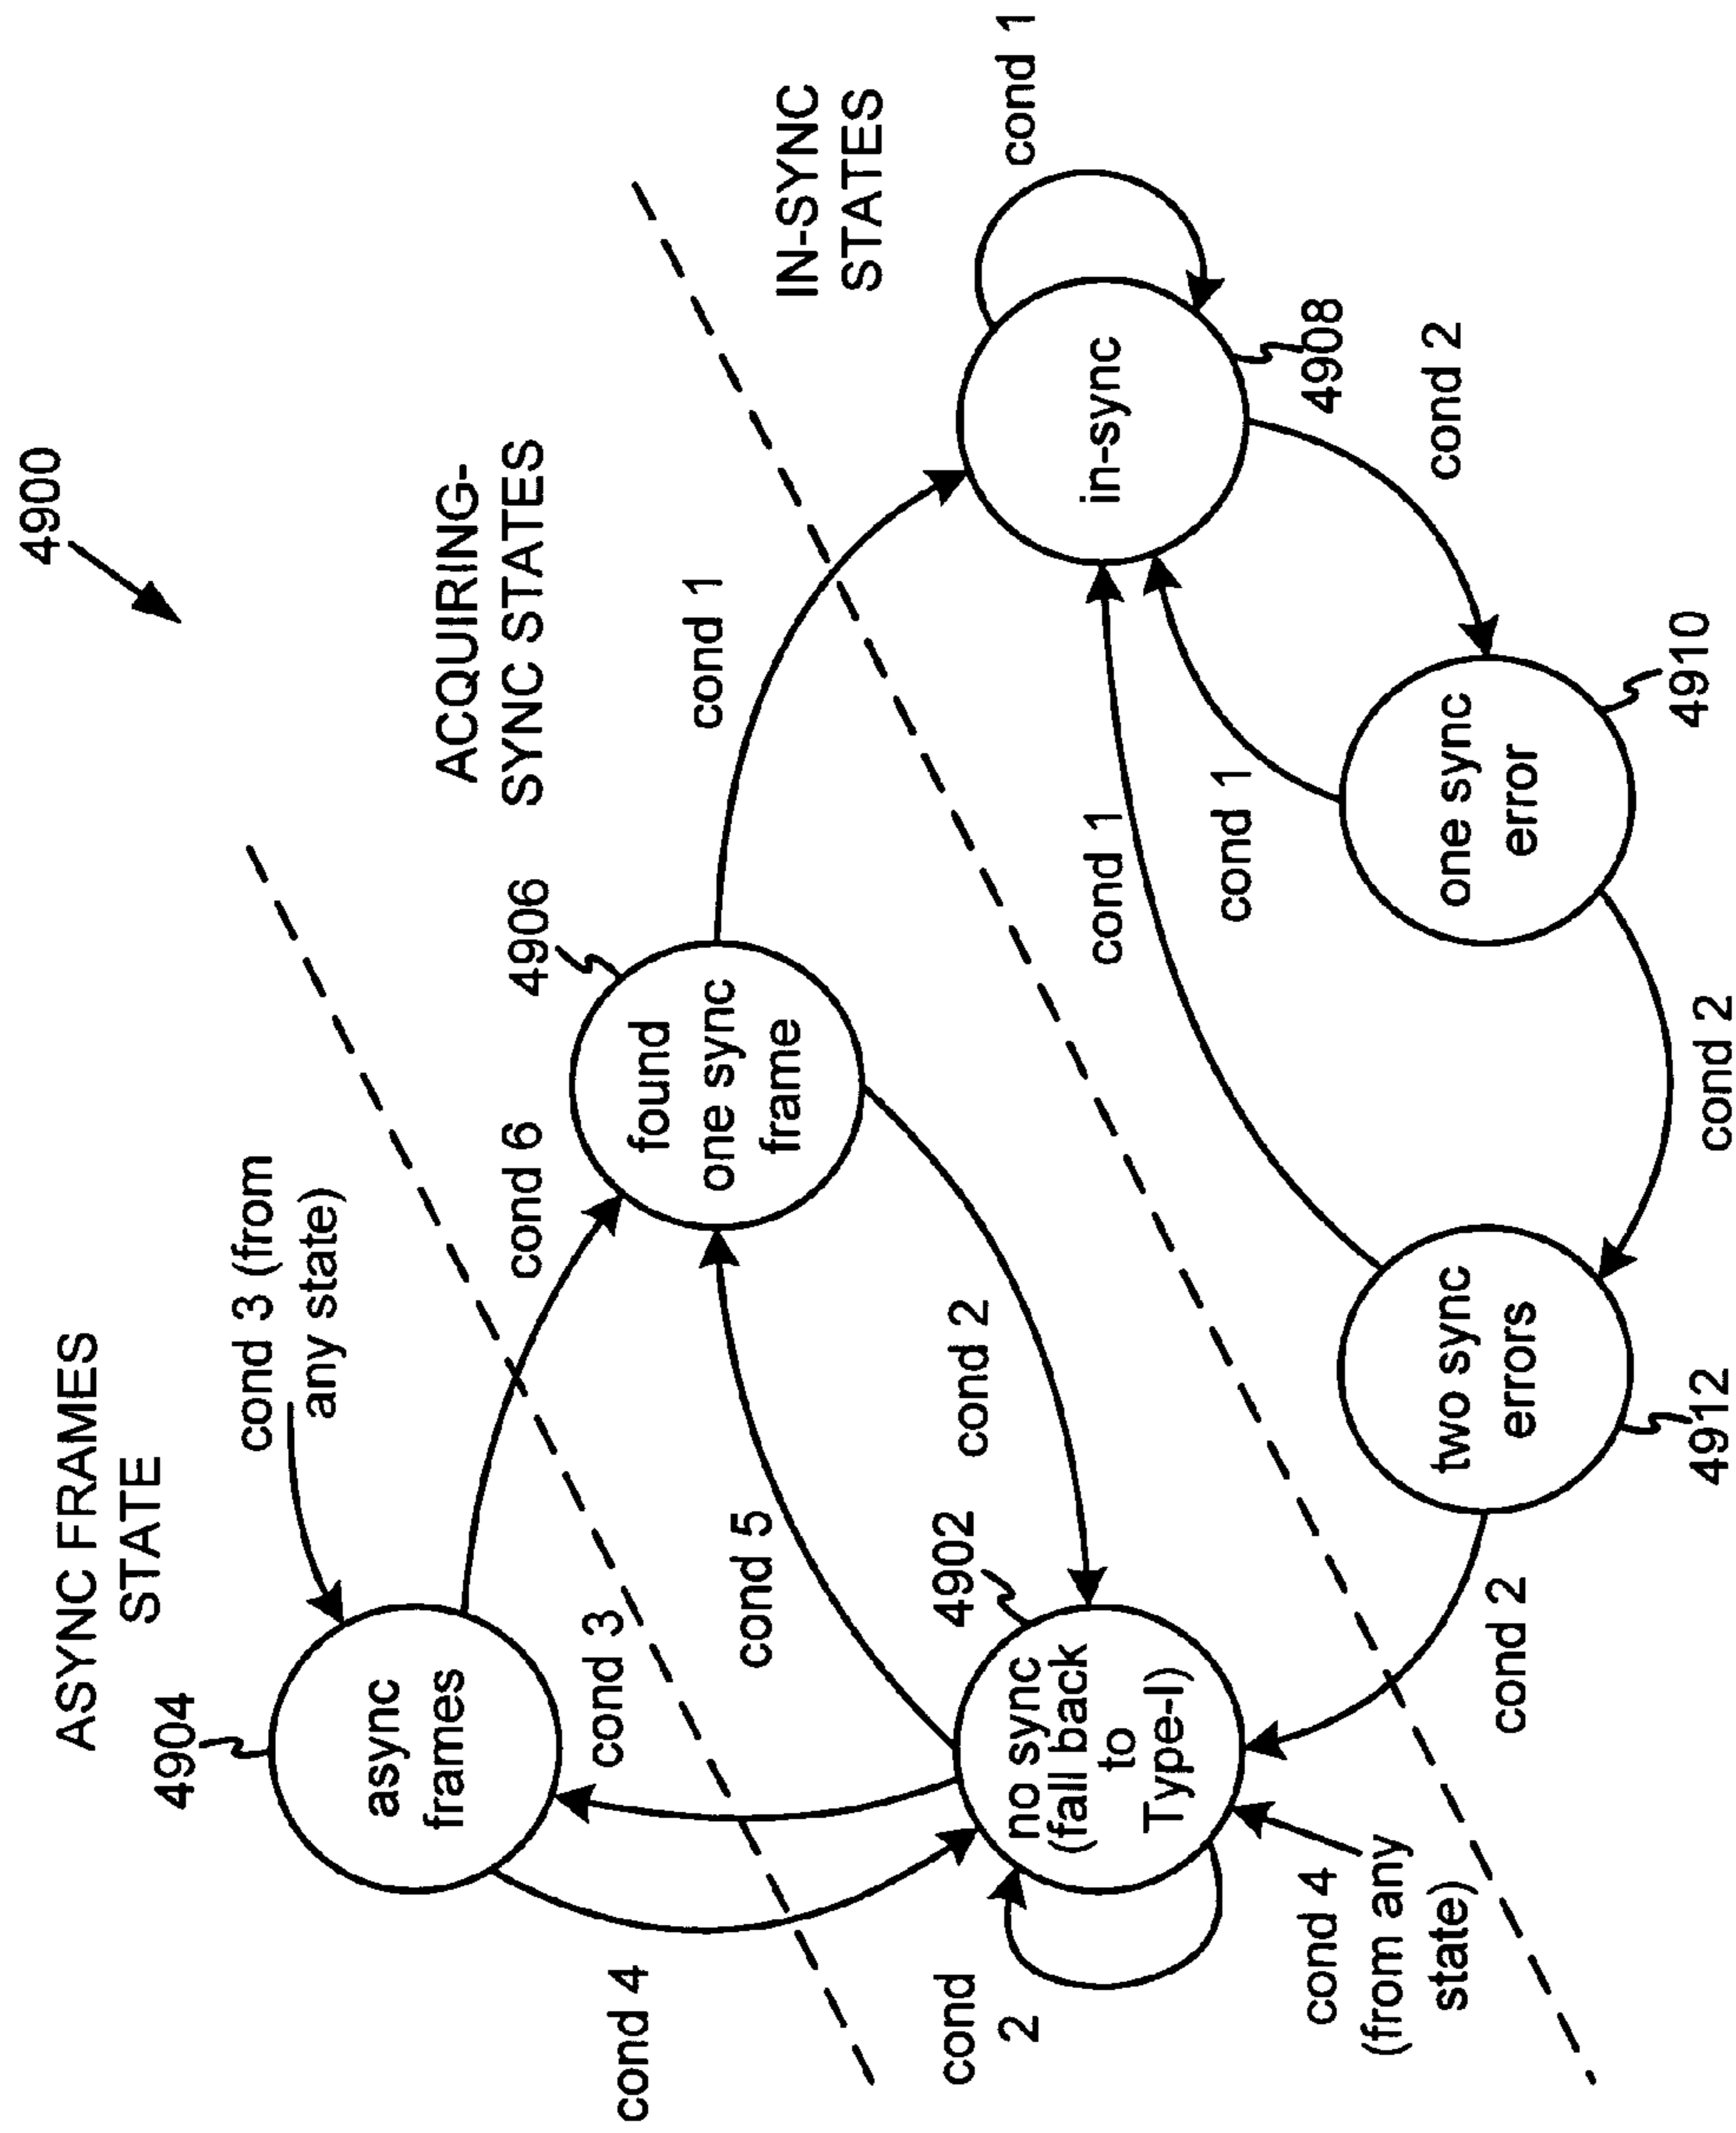 4900
ASYNC FRAMES
STATE
ACQUIRING-
SYNC STATES
IN-SYNC
STATES
4904
async
frames
cond 3 (from
any state)
cond 6
4906
found
one sync
frame
cond 1
cond 4
cond 3
cond 5
cond 2
4902
no sync
(fall back
to
Type-I)
cond
2
cond 4
(from any
state)
cond 1
in-sync
4908
cond 2
cond 1
cond 1
one sync
error
4910
cond 2
two sync
errors
4912
cond 2